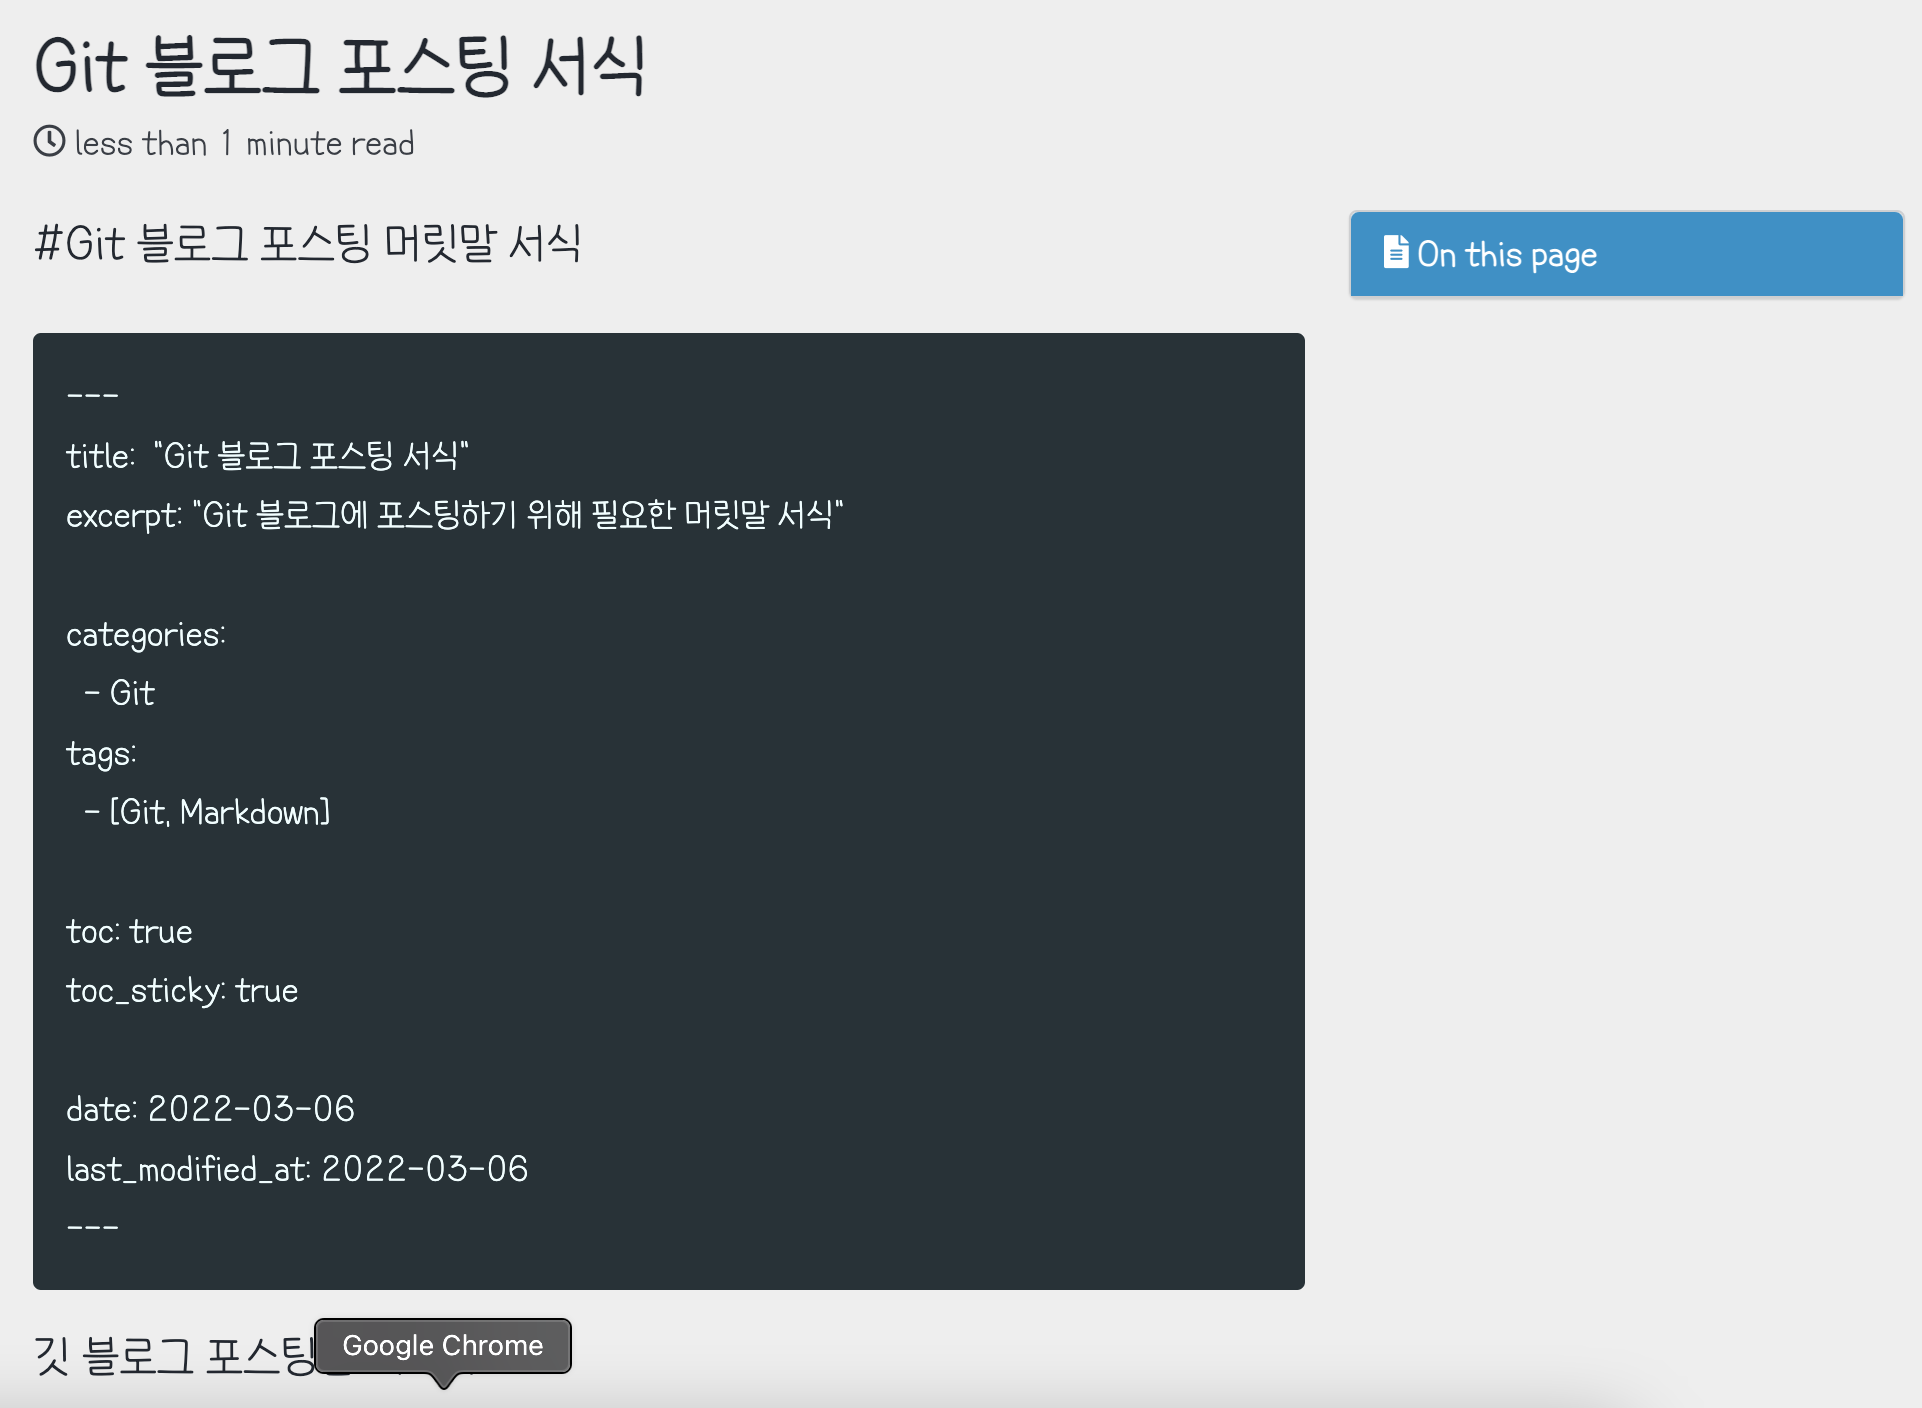 Git 블로그 포스팅 서식
less than 1 minute read
#Git 블로그 포스팅 머릿말 서식
On this page
---
title: "Git 블로그 포스팅 서식"
excerpt: "Git 블로그에 포스팅하기 위해 필요한 머릿말 서식"
categories:
- Git
tags:
- [Git, Markdown]
toc: true
toc_sticky: true
date: 2022-03-06
last_modified_at: 2022-03-06
---
깃 블로그 포스팅
Google Chrome